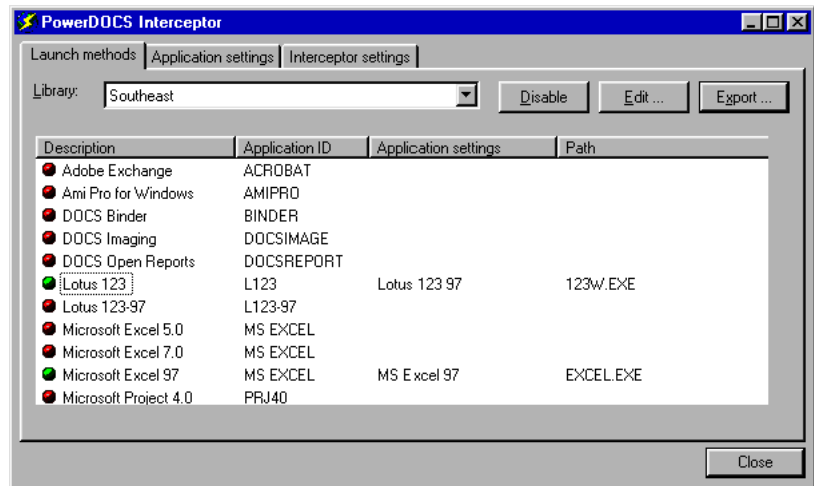 PowerDOCS Interceptor
Launch methods Application settings Interceptor settings
Library: Southeast Disable Edit ... Export ...
Description Application ID Application settings Path
Adobe Exchange ACROBAT
Ami Pro for Windows AMIPRO
DOCS Binder BINDER
DOCS Imaging DOCSIMAGE
DOCS Open Reports DOCSREPORT
Lotus 123 L123 Lotus 123 97 123W.EXE
Lotus 123-97 L123-97
Microsoft Excel 5.0 MS EXCEL
Microsoft Excel 7.0 MS EXCEL
Microsoft Excel 97 MS EXCEL MS Excel 97 EXCEL.EXE
Microsoft Project 4.0 PRJ40
Close